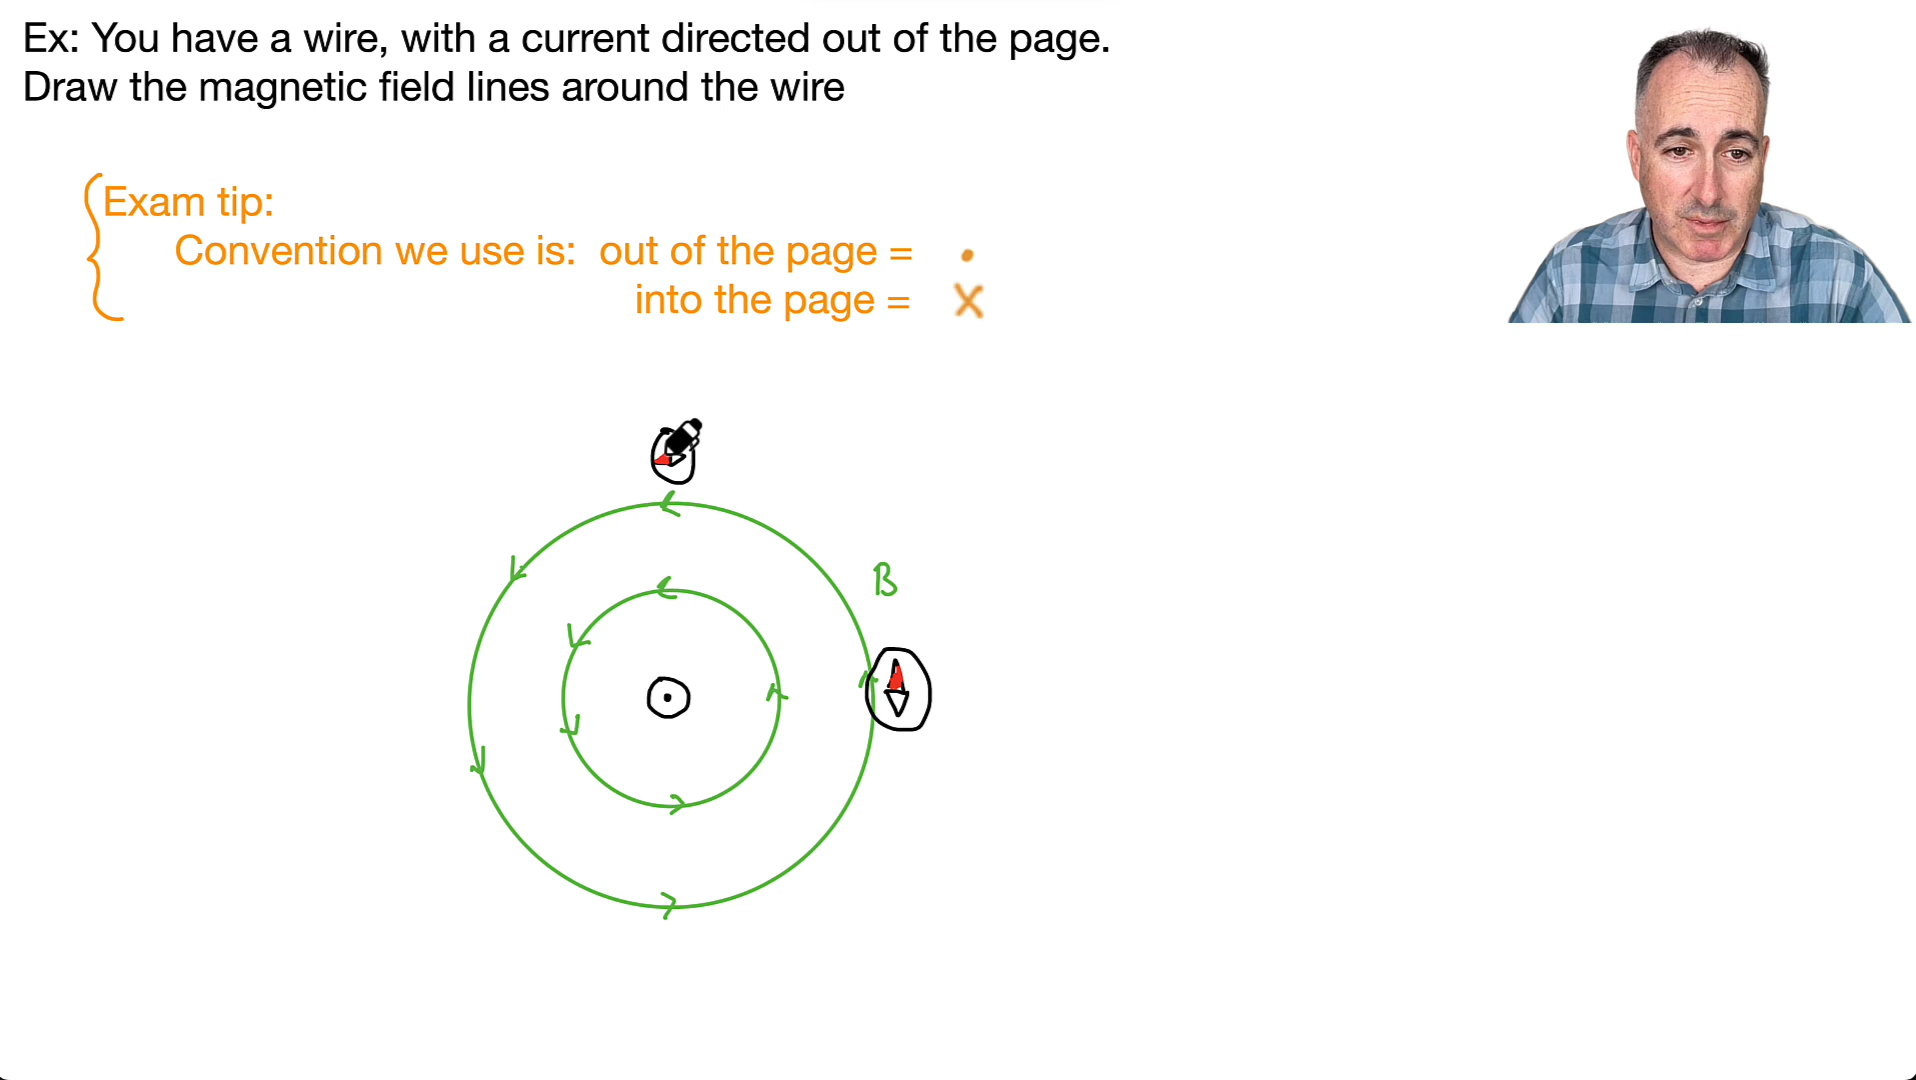 Ex: You have a wire, with a current directed out of the page.
Draw the magnetic field lines around the wire
Exam tip:
Convention we use is: out of the page = •
into the page = X
B